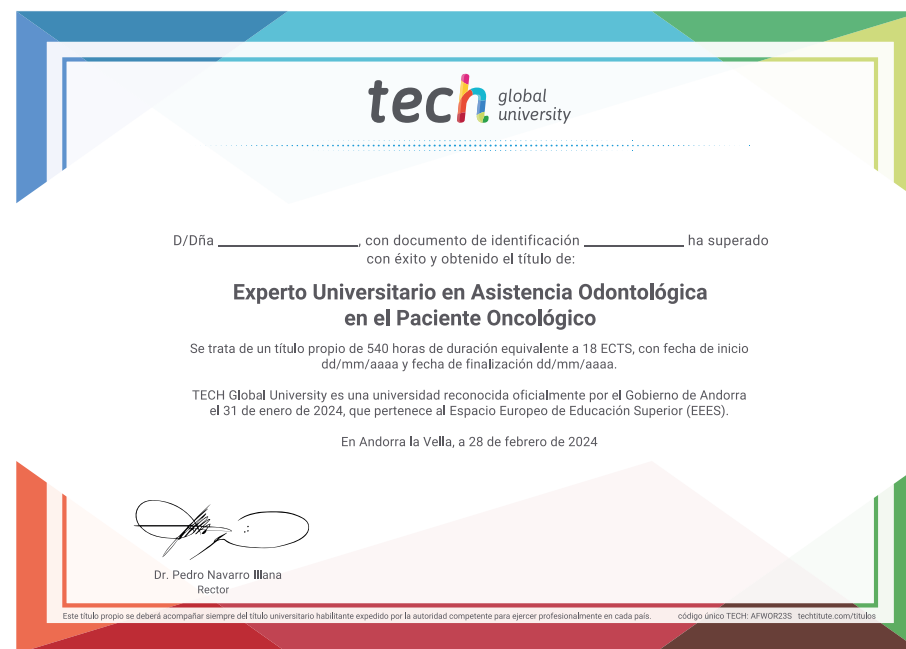 tech global university
D/Dña ______________________, con documento de identificación ________________ ha superado
con éxito y obtenido el título de:
Experto Universitario en Asistencia Odontológica
en el Paciente Oncológico
Se trata de un título propio de 540 horas de duración equivalente a 18 ECTS, con fecha de inicio
dd/mm/aaaa y fecha de finalización dd/mm/aaaa.
TECH Global University es una universidad reconocida oficialmente por el Gobierno de Andorra
el 31 de enero de 2024, que pertenece al Espacio Europeo de Educación Superior (EEES).
En Andorra la Vella, a 28 de febrero de 2024
Dr. Pedro Navarro Illana
Rector
Este título propio se deberá acompañar siempre del título universitario habilitante expedido por la autoridad competente para ejercer profesionalmente en cada país. código único TECH: AFWOR23S techtitute.com/titulos